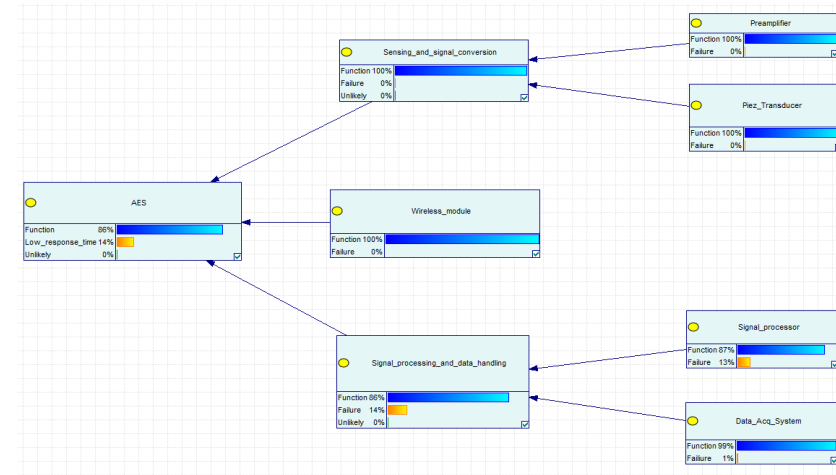 Preamplifier
Function 100%
Failure 0%
Sensing_and_signal_conversion
Function 100%
Failure 0%
Unlikely 0%
Piez_Transducer
Function 100%
Failure 0%
AES
Function 86%
Low_response_time 14%
Unlikely 0%
Wireless_module
Function 100%
Failure 0%
Signal_processor
Function 87%
Failure 13%
Signal_processing_and_data_handling
Function 86%
Failure 14%
Unlikely 0%
Data_Acq_System
Function 99%
Failure 1%